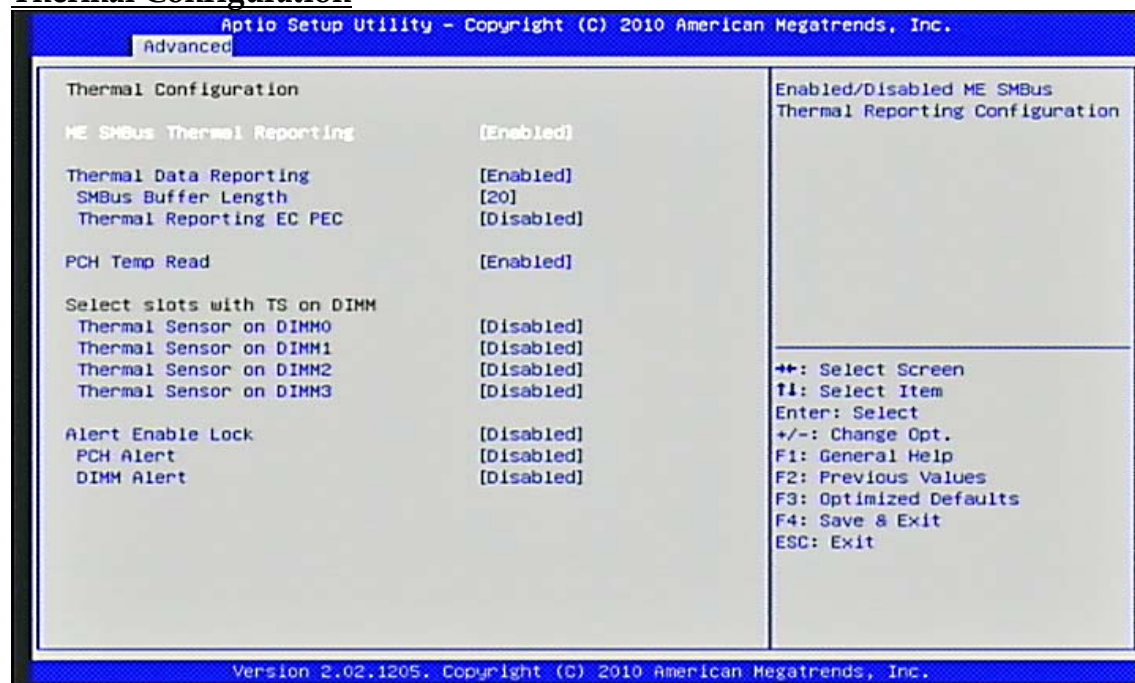 Thermal Configuration
Aptio Setup Utility – Copyright (C) 2010 American Megatrends, Inc.
Advanced
Thermal Configuration
ME SMBus Thermal Reporting [Enabled]
Thermal Data Reporting [Enabled]
SMBus Buffer Length [20]
Thermal Reporting EC PEC [Disabled]
PCH Temp Read [Enabled]
Select slots with TS on DIMM
Thermal Sensor on DIMM0 [Disabled]
Thermal Sensor on DIMM1 [Disabled]
Thermal Sensor on DIMM2 [Disabled]
Thermal Sensor on DIMM3 [Disabled]
Alert Enable Lock [Disabled]
PCH Alert [Disabled]
DIMM Alert [Disabled]
Enabled/Disabled ME SMBus
Thermal Reporting Configuration
→←: Select Screen
↑↓: Select Item
Enter: Select
+/-: Change Opt.
F1: General Help
F2: Previous Values
F3: Optimized Defaults
F4: Save & Exit
ESC: Exit
Version 2.02.1205. Copyright (C) 2010 American Megatrends, Inc.